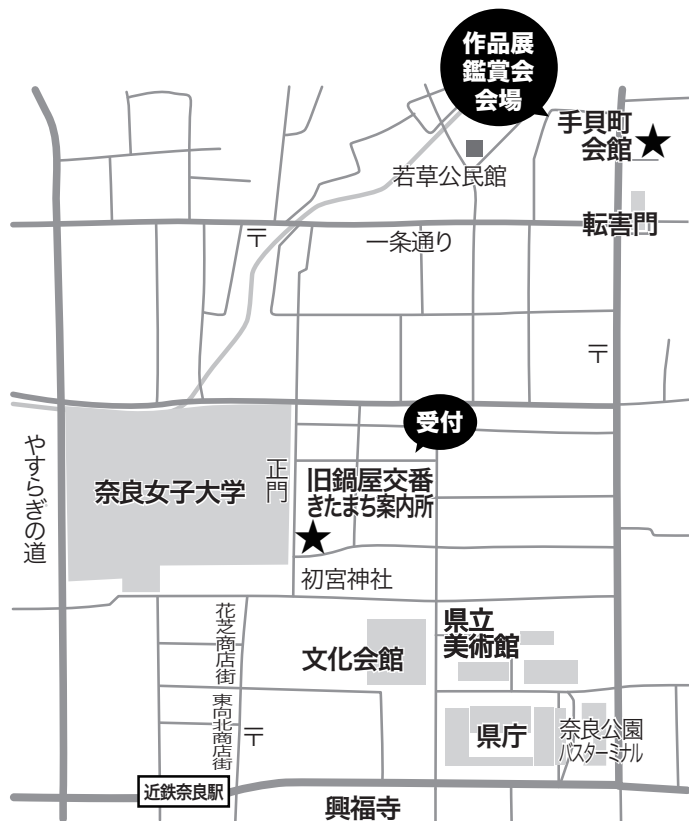 作品展
鑑賞会
会場
手貝町
会館
若草公民館
転害門
〒
一条通り
〒
受付
やすらぎの道
奈良女子大学
正門
旧鍋屋交番
きたまち案内所
初宮神社
花芝商店街
文化会館
県立
美術館
東向北商店街
〒
県庁
奈良公園
バスターミナル
近鉄奈良駅
興福寺